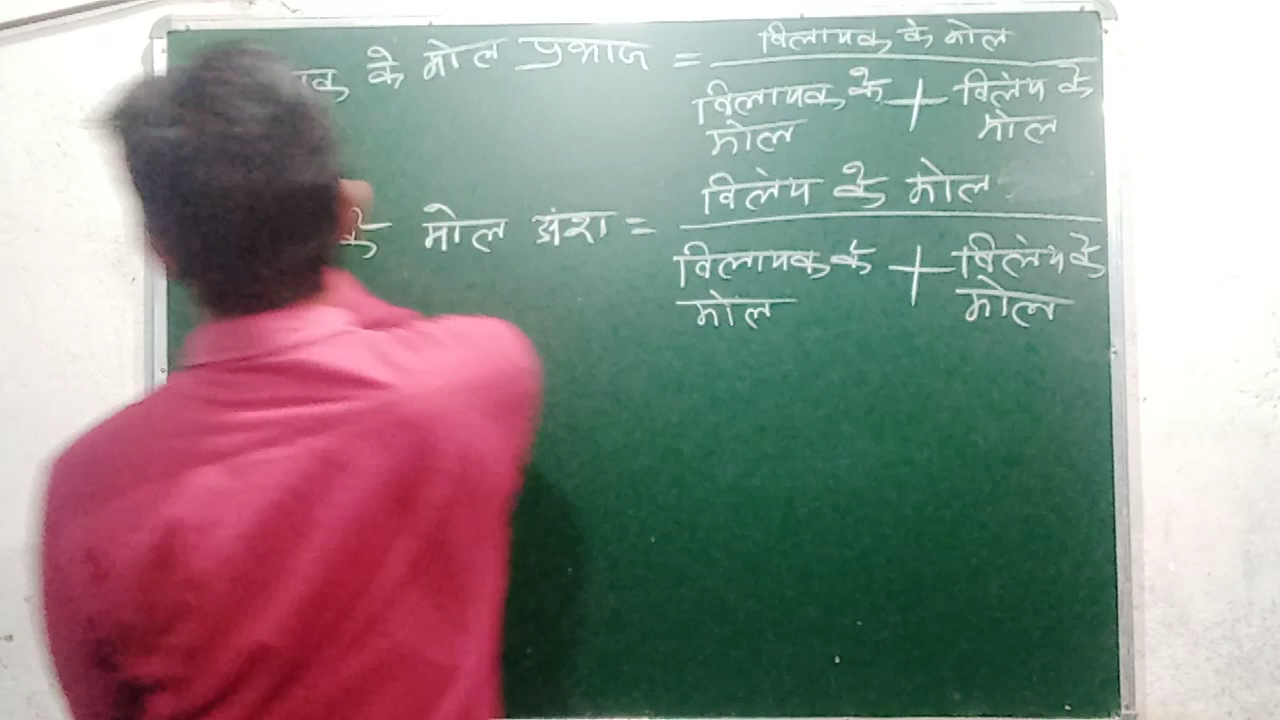 के मोल प्रभाज = विलायक के मोल
विलायक के + विलेय के
मोल मोल
के मोल अंश = विलेय के मोल
विलायक के + विलेय के
मोल मोल